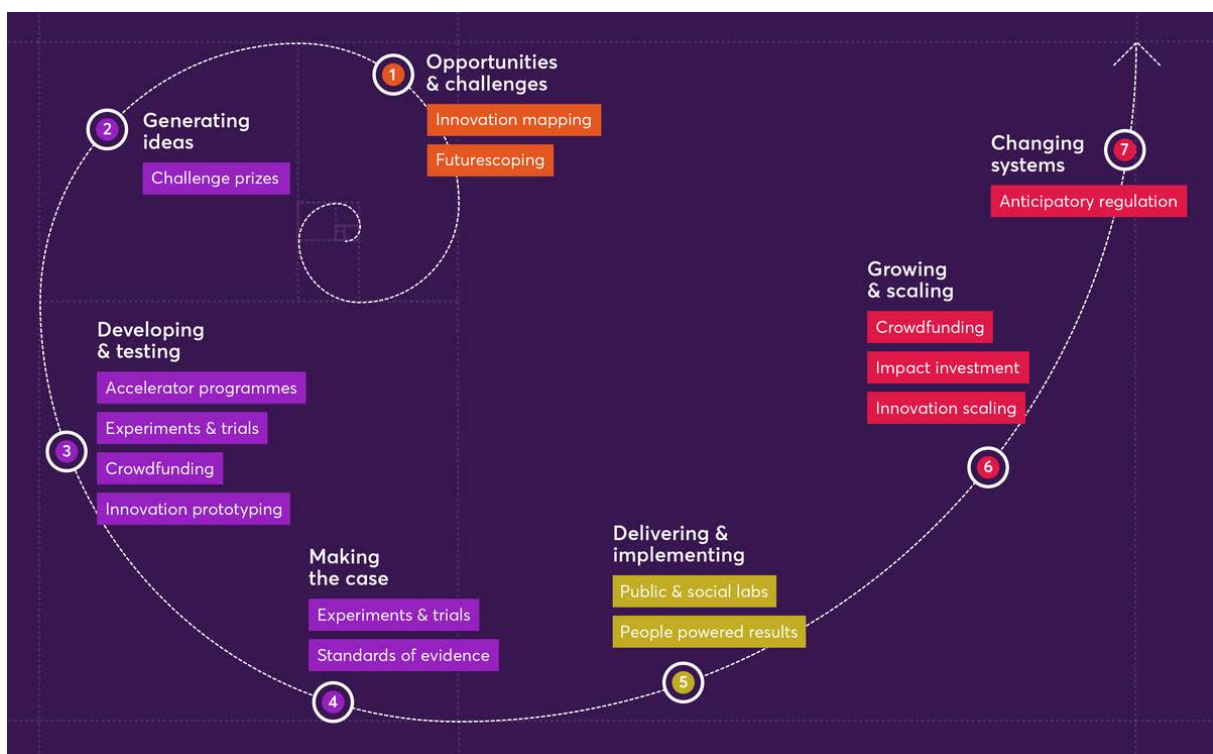 1
Opportunities
& challenges
Innovation mapping
Futurescoping
2
Generating
ideas
Challenge prizes
3
Developing
& testing
Accelerator programmes
Experiments & trials
Crowdfunding
Innovation prototyping
4
Making
the case
Experiments & trials
Standards of evidence
5
Delivering &
implementing
Public & social labs
People powered results
6
Growing
& scaling
Crowdfunding
Impact investment
Innovation scaling
7
Changing
systems
Anticipatory regulation